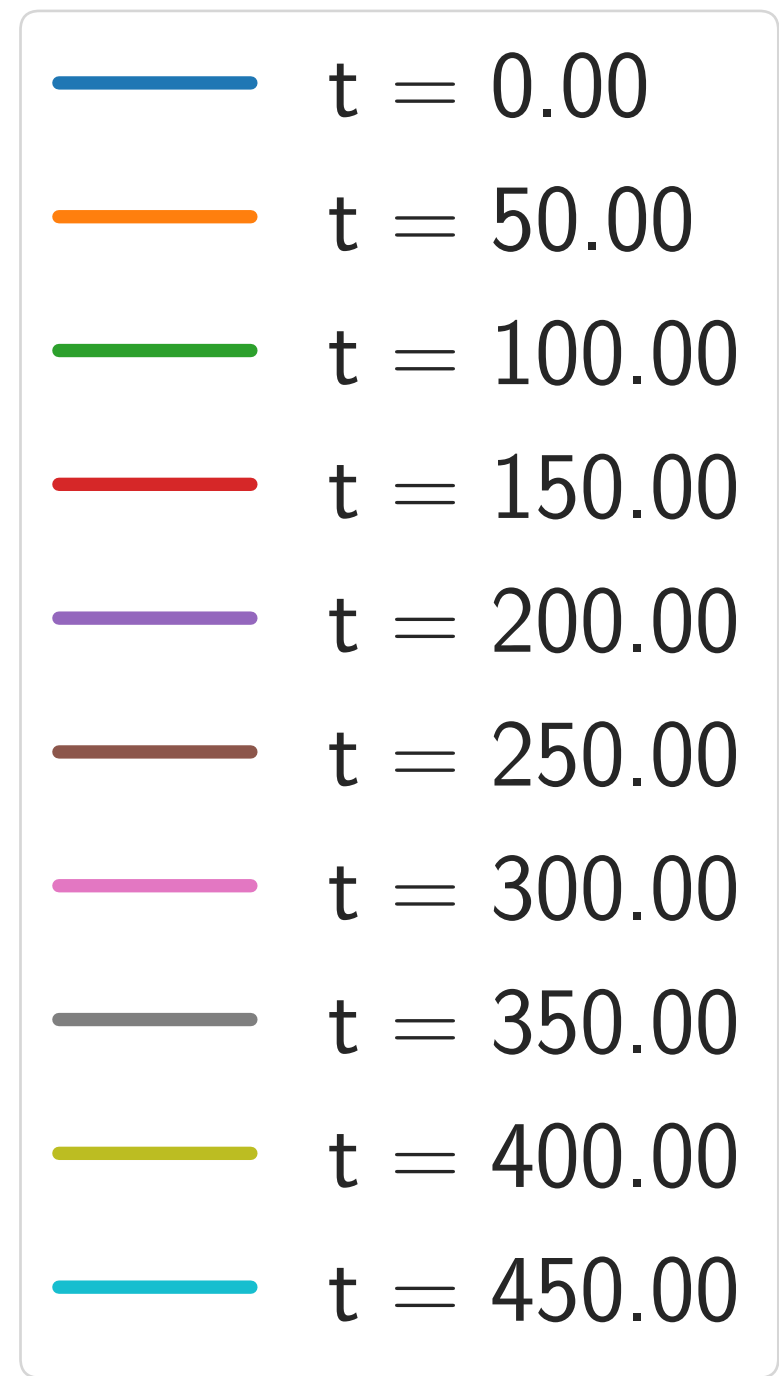 t = 0.00
t = 50.00
t = 100.00
t = 150.00
t = 200.00
t = 250.00
t = 300.00
t = 350.00
t = 400.00
t = 450.00